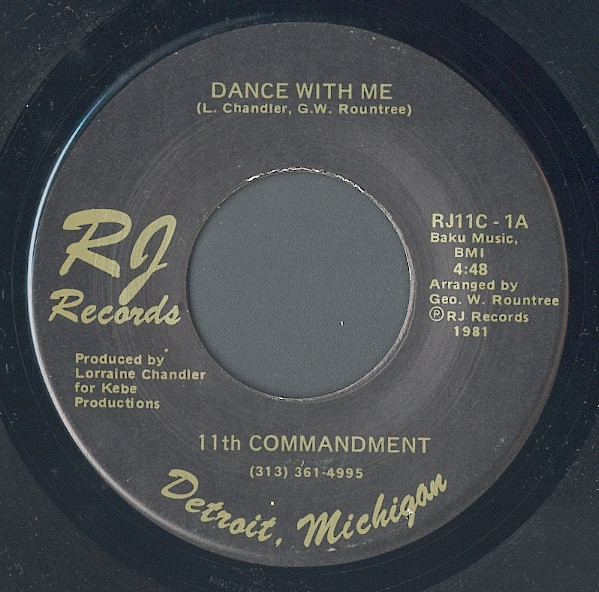 DANCE WITH ME
(L. Chandler, G.W. Rountree)
RJ
Records
RJ11C - 1A
Baku Music,
BMI
4:48
Arranged by
Geo. W. Rountree
Ⓟ RJ Records
1981
Produced by
Lorraine Chandler
for Kebe
Productions
11th COMMANDMENT
(313) 361-4995
Detroit, Michigan